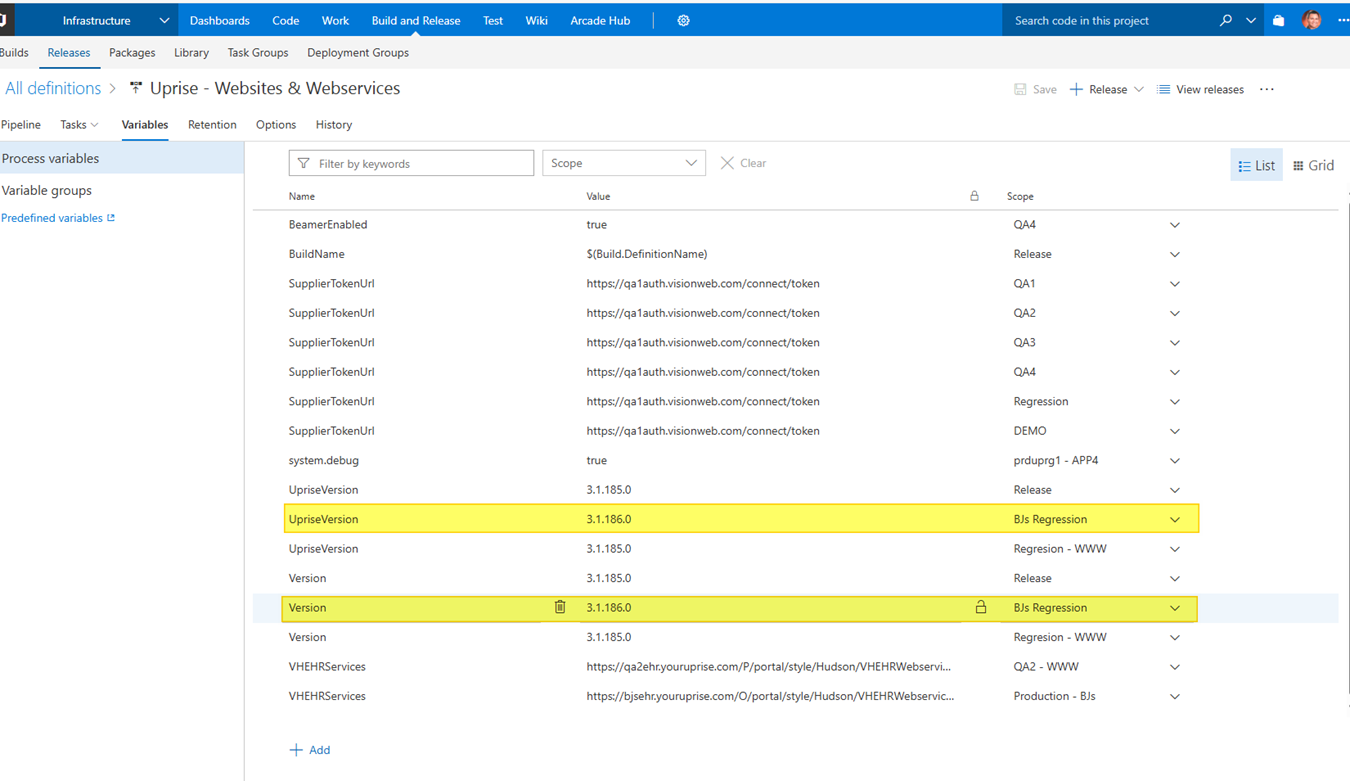 Infrastructure Dashboards Code Work Build and Release Test Wiki Arcade Hub Search code in this project
Builds Releases Packages Library Task Groups Deployment Groups
All definitions Uprise - Websites & Webservices Save Release View releases
Pipeline Tasks Variables Retention Options History
Process variables
Variable groups
Predefined variables
Filter by keywords Scope Clear List Grid
Name Value Scope
BeamerEnabled true QA4
BuildName $(Build.DefinitionName) Release
SupplierTokenUrl https://qa1auth.visionweb.com/connect/token QA1
SupplierTokenUrl https://qa1auth.visionweb.com/connect/token QA2
SupplierTokenUrl https://qa1auth.visionweb.com/connect/token QA3
SupplierTokenUrl https://qa1auth.visionweb.com/connect/token QA4
SupplierTokenUrl https://qa1auth.visionweb.com/connect/token Regression
SupplierTokenUrl https://qa1auth.visionweb.com/connect/token DEMO
system.debug true prduprg1 - APP4
UpriseVersion 3.1.185.0 Release
UpriseVersion 3.1.186.0 BJs Regression
UpriseVersion 3.1.185.0 Regresion - WWW
Version 3.1.185.0 Release
Version 3.1.186.0 BJs Regression
Version 3.1.185.0 Regresion - WWW
VHEHRServices https://qa2ehr.youruprise.com/P/portal/style/Hudson/VHEHRWebservi... QA2 - WWW
VHEHRServices https://bjsehr.youruprise.com/O/portal/style/Hudson/VHEHRWebservic... Production - BJs
Add